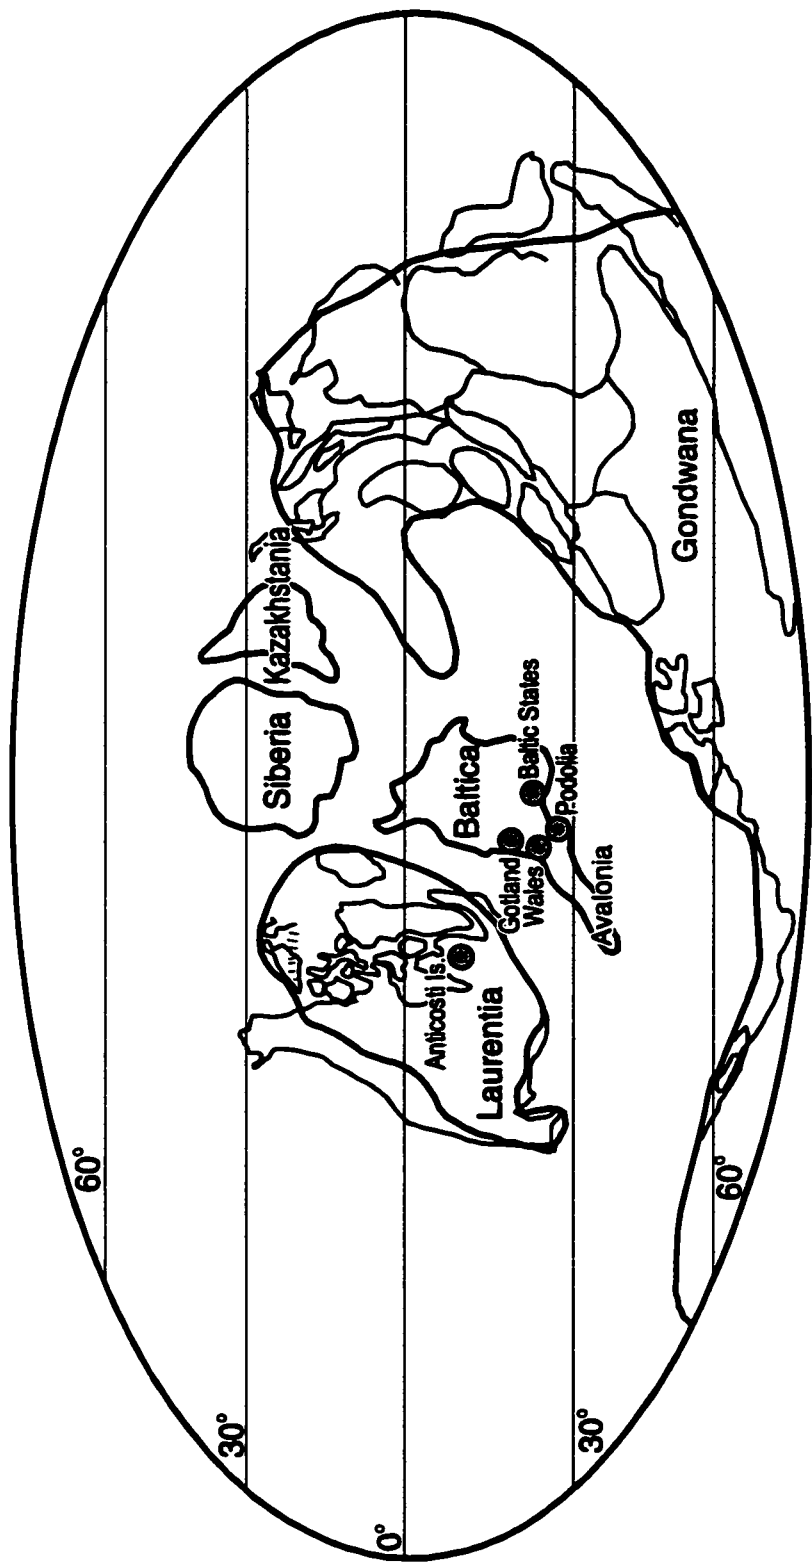 60°
30°
0°
30°
60°
Siberia
Kazakhstania
Baltica
Baltic States
Podolia
Gotland
Wales
Avalonia
Anticosti Is.
Laurentia
Gondwana